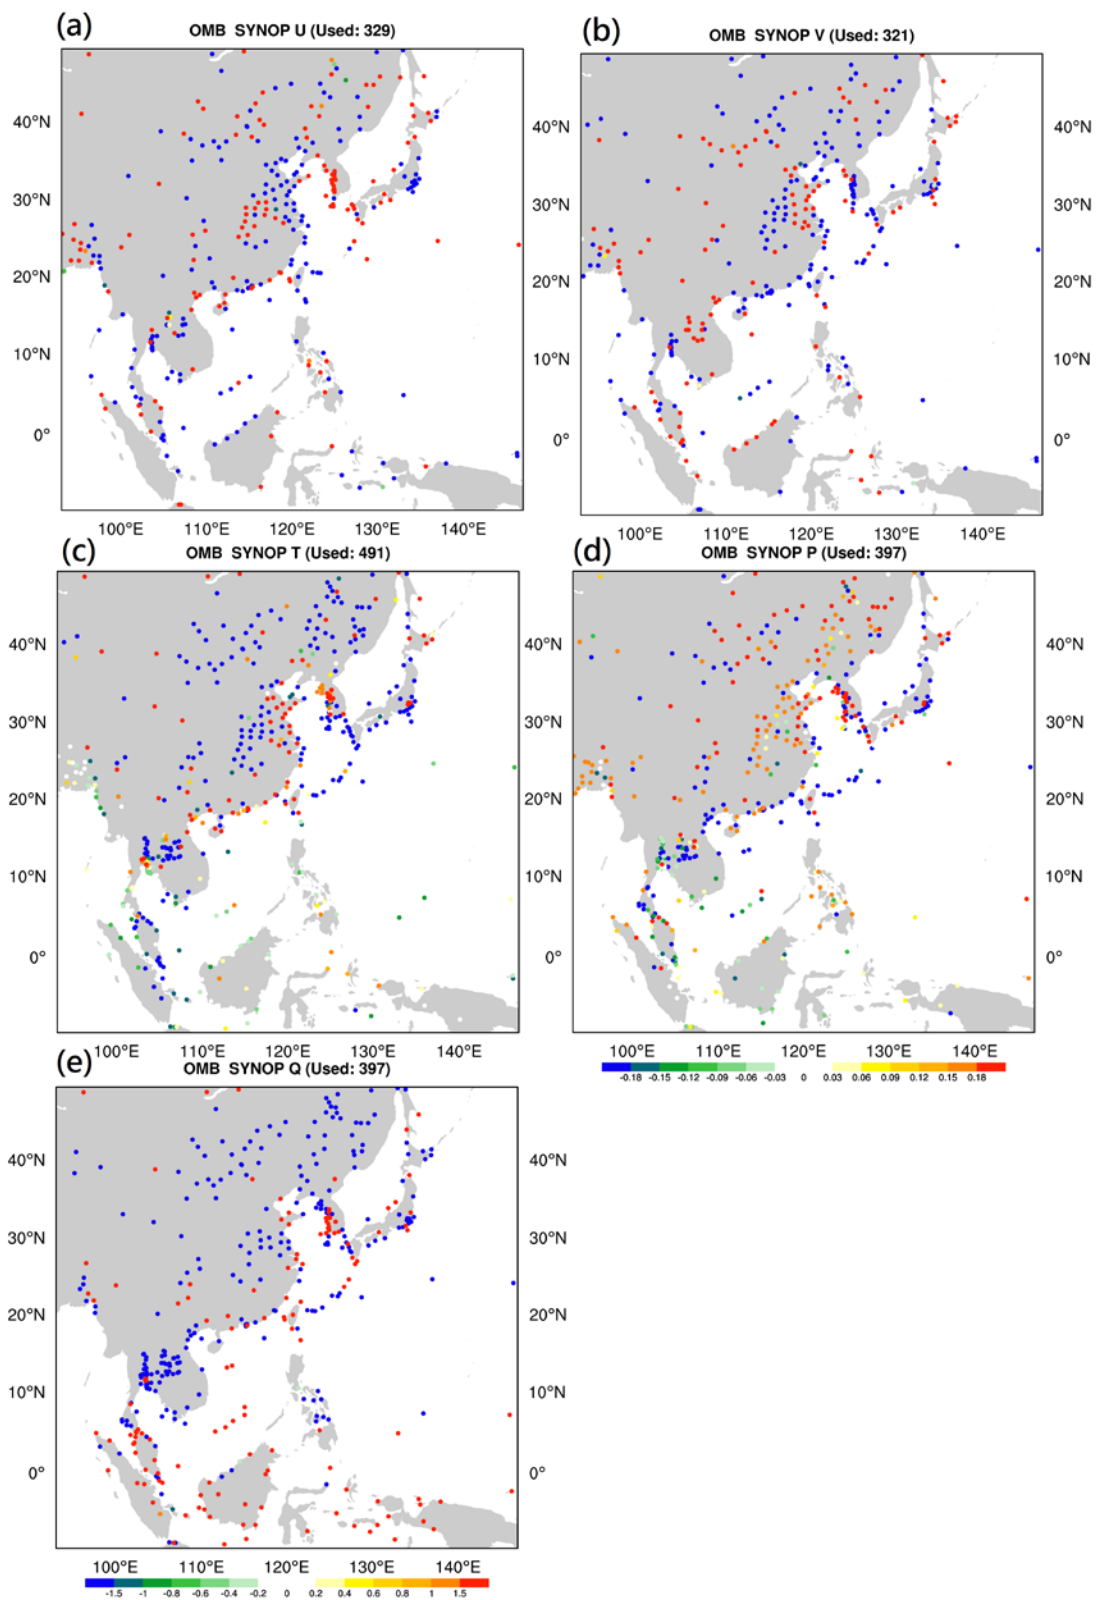 (a)
OMB SYNOP U (Used: 329)
(b)
OMB SYNOP V (Used: 321)
40°N
30°N
20°N
10°N
0°
40°N
30°N
20°N
10°N
0°
40°N
30°N
20°N
10°N
0°
100°E 110°E 120°E 130°E 140°E
100°E 110°E 120°E 130°E 140°E
(c)
OMB SYNOP T (Used: 491)
(d)
OMB SYNOP P (Used: 397)
40°N
30°N
20°N
10°N
0°
40°N
30°N
20°N
10°N
0°
40°N
30°N
20°N
10°N
0°
100°E 110°E 120°E 130°E 140°E
100°E 110°E 120°E 130°E 140°E
-0.18 -0.15 -0.12 -0.09 -0.06 -0.03 0 0.03 0.06 0.09 0.12 0.15 0.18
(e)
OMB SYNOP Q (Used: 397)
40°N
30°N
20°N
10°N
0°
40°N
30°N
20°N
10°N
0°
100°E 110°E 120°E 130°E 140°E
-1.5 -1 -0.8 -0.6 -0.4 -0.2 0 0.2 0.4 0.6 0.8 1 1.5